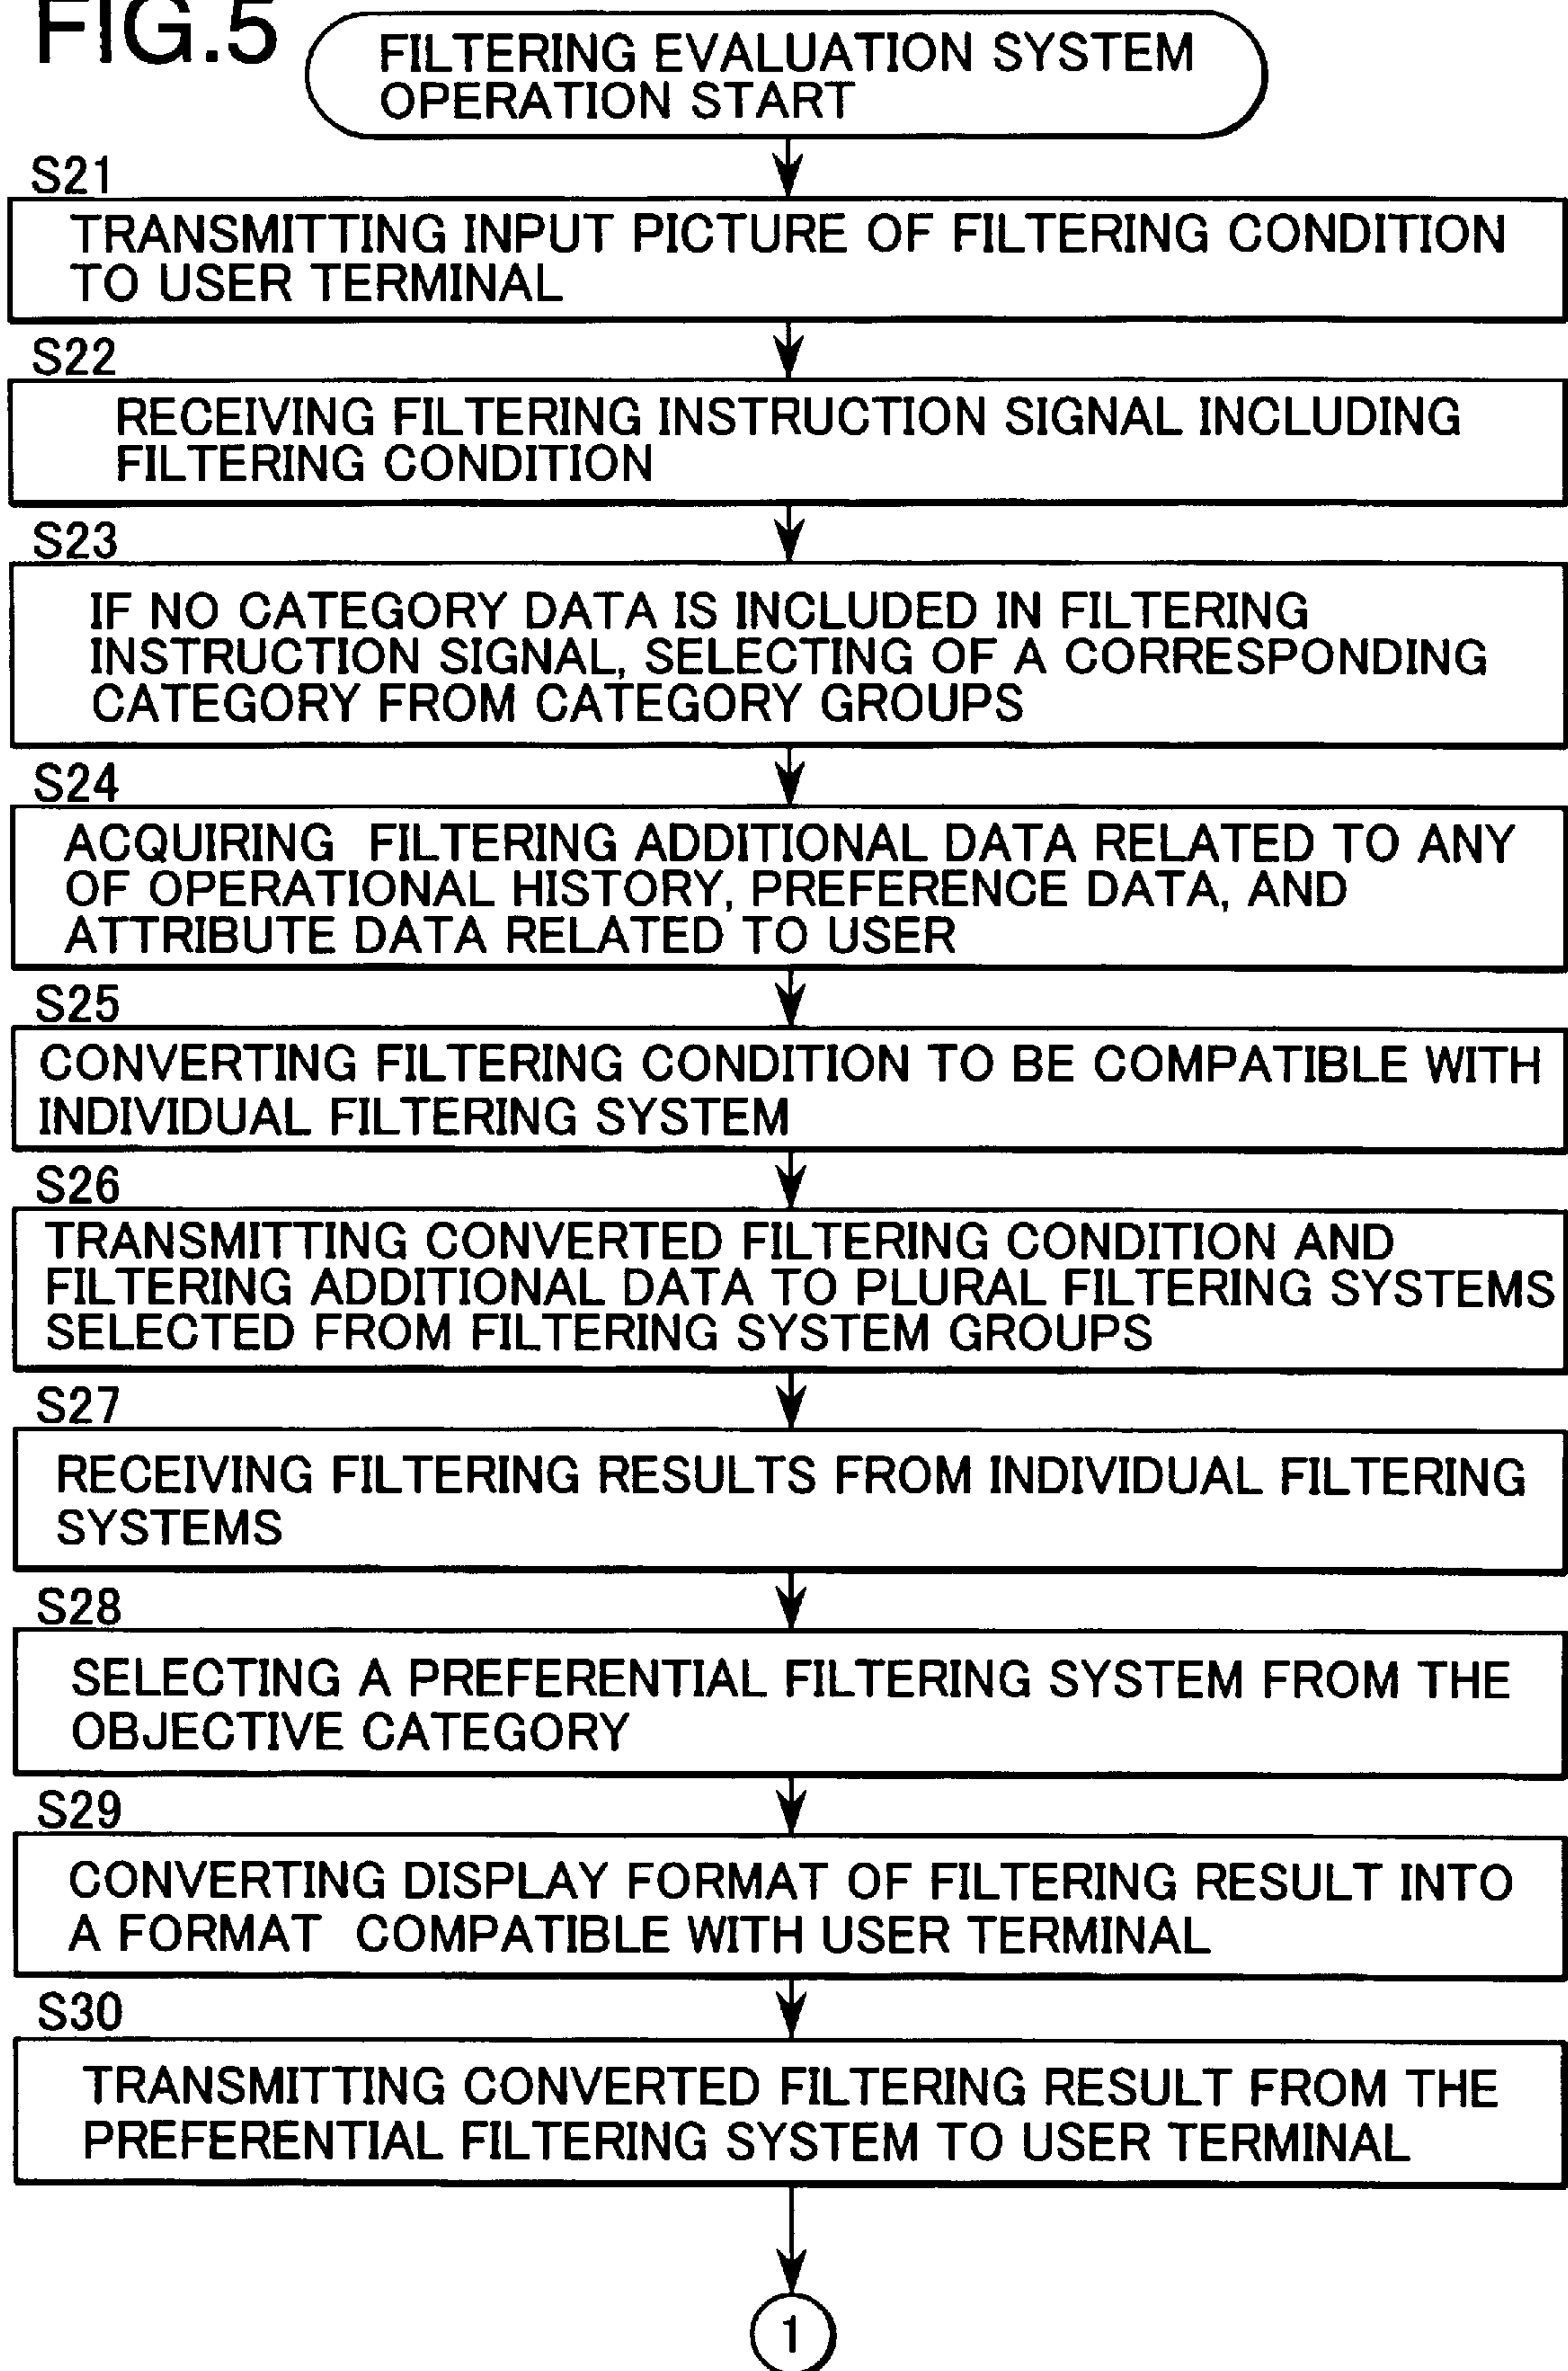 FIG.5
FILTERING EVALUATION SYSTEM
OPERATION START
S21
TRANSMITTING INPUT PICTURE OF FILTERING CONDITION
TO USER TERMINAL
S22
RECEIVING FILTERING INSTRUCTION SIGNAL INCLUDING
FILTERING CONDITION
S23
IF NO CATEGORY DATA IS INCLUDED IN FILTERING
INSTRUCTION SIGNAL, SELECTING OF A CORRESPONDING
CATEGORY FROM CATEGORY GROUPS
S24
ACQUIRING FILTERING ADDITIONAL DATA RELATED TO ANY
OF OPERATIONAL HISTORY, PREFERENCE DATA, AND
ATTRIBUTE DATA RELATED TO USER
S25
CONVERTING FILTERING CONDITION TO BE COMPATIBLE WITH
INDIVIDUAL FILTERING SYSTEM
S26
TRANSMITTING CONVERTED FILTERING CONDITION AND
FILTERING ADDITIONAL DATA TO PLURAL FILTERING SYSTEMS
SELECTED FROM FILTERING SYSTEM GROUPS
S27
RECEIVING FILTERING RESULTS FROM INDIVIDUAL FILTERING
SYSTEMS
S28
SELECTING A PREFERENTIAL FILTERING SYSTEM FROM THE
OBJECTIVE CATEGORY
S29
CONVERTING DISPLAY FORMAT OF FILTERING RESULT INTO
A FORMAT COMPATIBLE WITH USER TERMINAL
S30
TRANSMITTING CONVERTED FILTERING RESULT FROM THE
PREFERENTIAL FILTERING SYSTEM TO USER TERMINAL
1